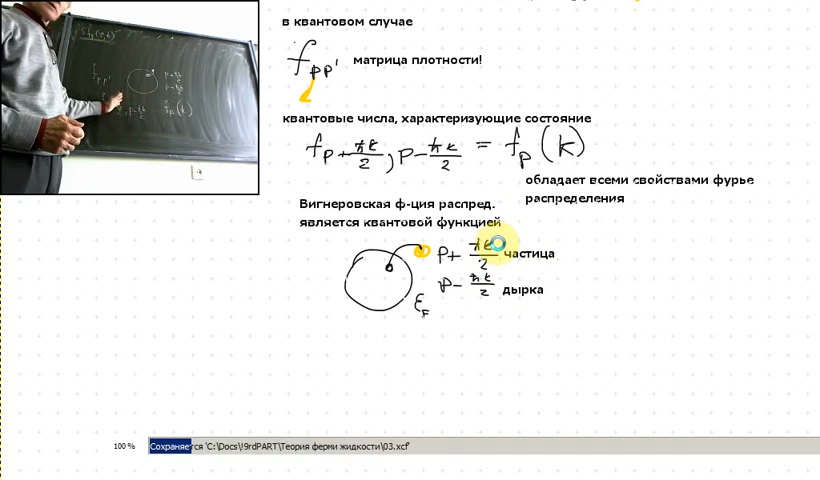 в квантовом случае
f_pp' матрица плотности!
квантовые числа, характеризующие состояние
f_{p+ħk/2, p-ħk/2} = f_p(k)
обладает всеми свойствами фурье
распределения
Вигнеровская ф-ция распред.
является квантовой функцией
p+ ħk/2 частица
p- ħk/2 дырка
ε_F
100 % Сохраняется 'C:\Docs\!9rdPART\Теория ферми жидкости\03.xcf'